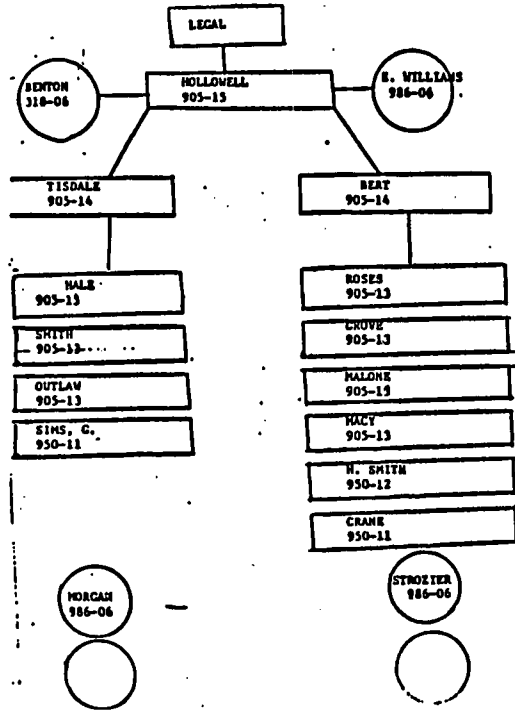 LEGAL
HOLLOWELL
905-15
BENTON
318-06
E. WILLIAMS
986-06
TISDALE
905-14
BERT
905-14
HALE
905-13
SMITH
905-13
OUTLAW
905-13
SIMS, G.
950-11
ROSES
905-13
GROVE
905-13
MALONE
905-13
MACY
905-13
H. SMITH
950-12
CRANE
950-11
MORGAN
986-06
STROZIER
986-06